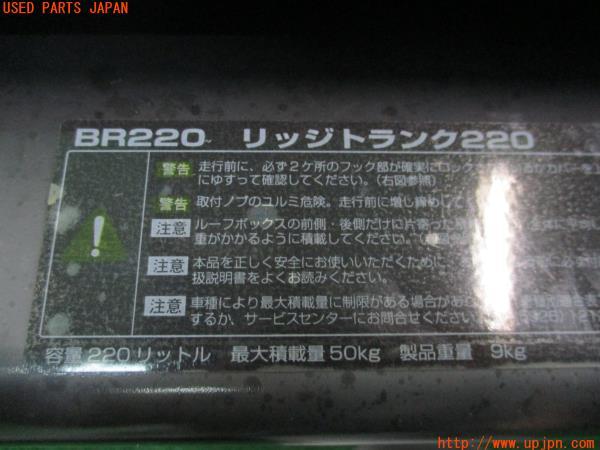 USED PARTS JAPAN
BR220~ リッジトランク220
警告 走行前に、必ず2ケ所のフック部が確実にロック
にゆすって確認してください。(右図参照)
警告 取付ノブのユルミ危険。走行前に増し締めして
注意 ルーフボックスの前側・後側だけに片寄った
重がかかるように積載してください。
注意 本品を正しく安全にお使いいただくために
扱説明書をよくお読みください。
注意 車種により最大積載量に制限がある場合があ
するか、サービスセンターにお問合せくだ
容量220リットル 最大積載量50kg 製品重量 9kg
http://www.upjpn.com/